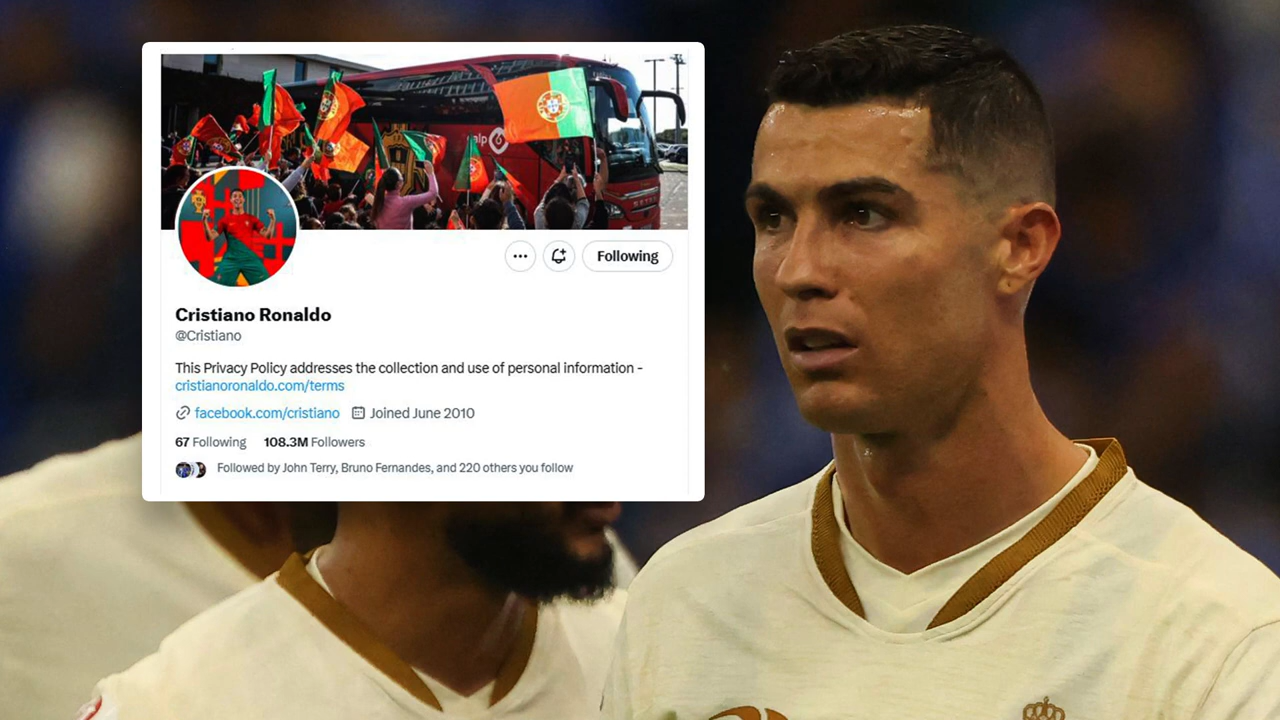 alp
Following
Cristiano Ronaldo
@Cristiano
This Privacy Policy addresses the collection and use of personal information -
cristianoronaldo.com/terms
facebook.com/cristiano Joined June 2010
67 Following 108.3M Followers
Followed by John Terry, Bruno Fernandes, and 220 others you follow